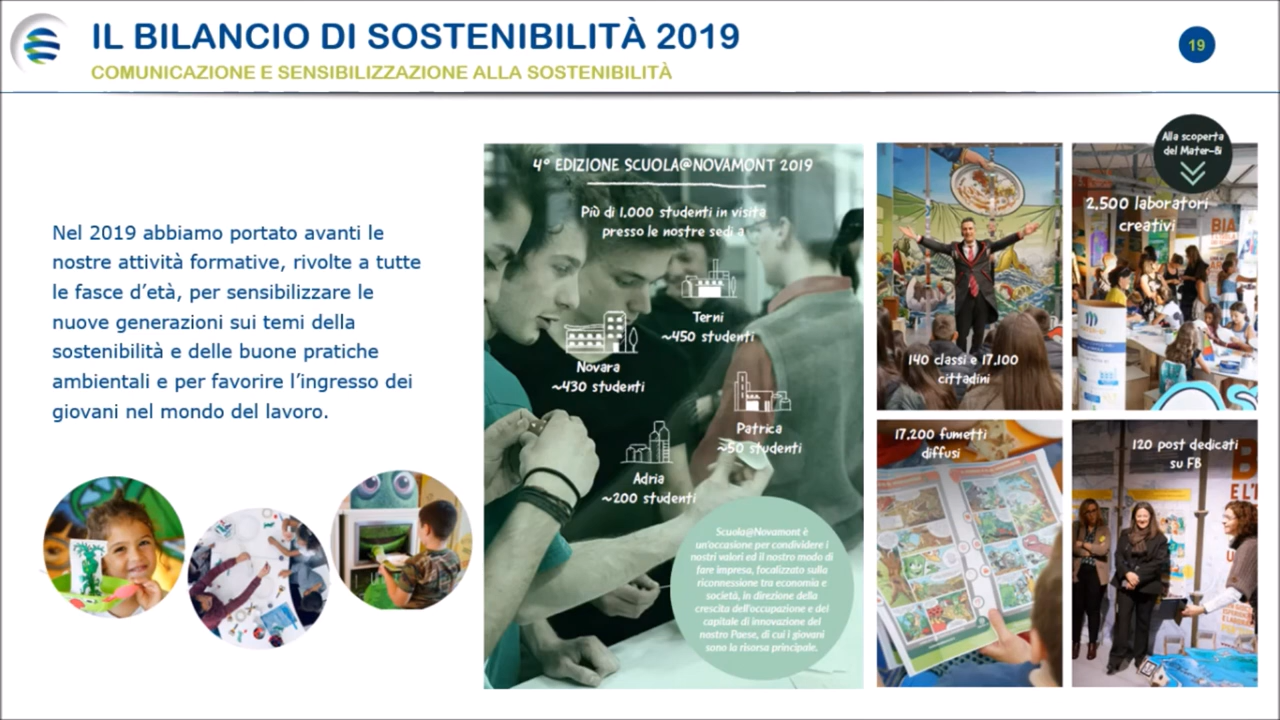 IL BILANCIO DI SOSTENIBILITÀ 2019
COMUNICAZIONE E SENSIBILIZZAZIONE ALLA SOSTENIBILITÀ
19
Nel 2019 abbiamo portato avanti le
nostre attività formative, rivolte a tutte
le fasce d'età, per sensibilizzare le
nuove generazioni sui temi della
sostenibilità e delle buone pratiche
ambientali e per favorire l'ingresso dei
giovani nel mondo del lavoro.
4° EDIZIONE SCUOLA@NOVAMONT 2019
Più di 1.000 studenti in visita
presso le nostre sedi a
Terni
~450 studenti
Novara
~430 studenti
Patrica
~50 studenti
Adria
~200 studenti
Scuola@Novamont è
un'occasione per condividere i
nostri valori ed il nostro modo di
fare impresa, focalizzato sulla
riconnessione tra economia e
società, in direzione della
crescita dell'occupazione e del
capitale di innovazione del
nostro Paese, di cui i giovani
sono la risorsa principale.
140 classi e 17.100
cittadini
Alla scoperta
del Mater-Bi
2.500 laboratori
creativi
BIA
17.200 fumetti
diffusi
120 post dedicati
su FB
B
E L'I